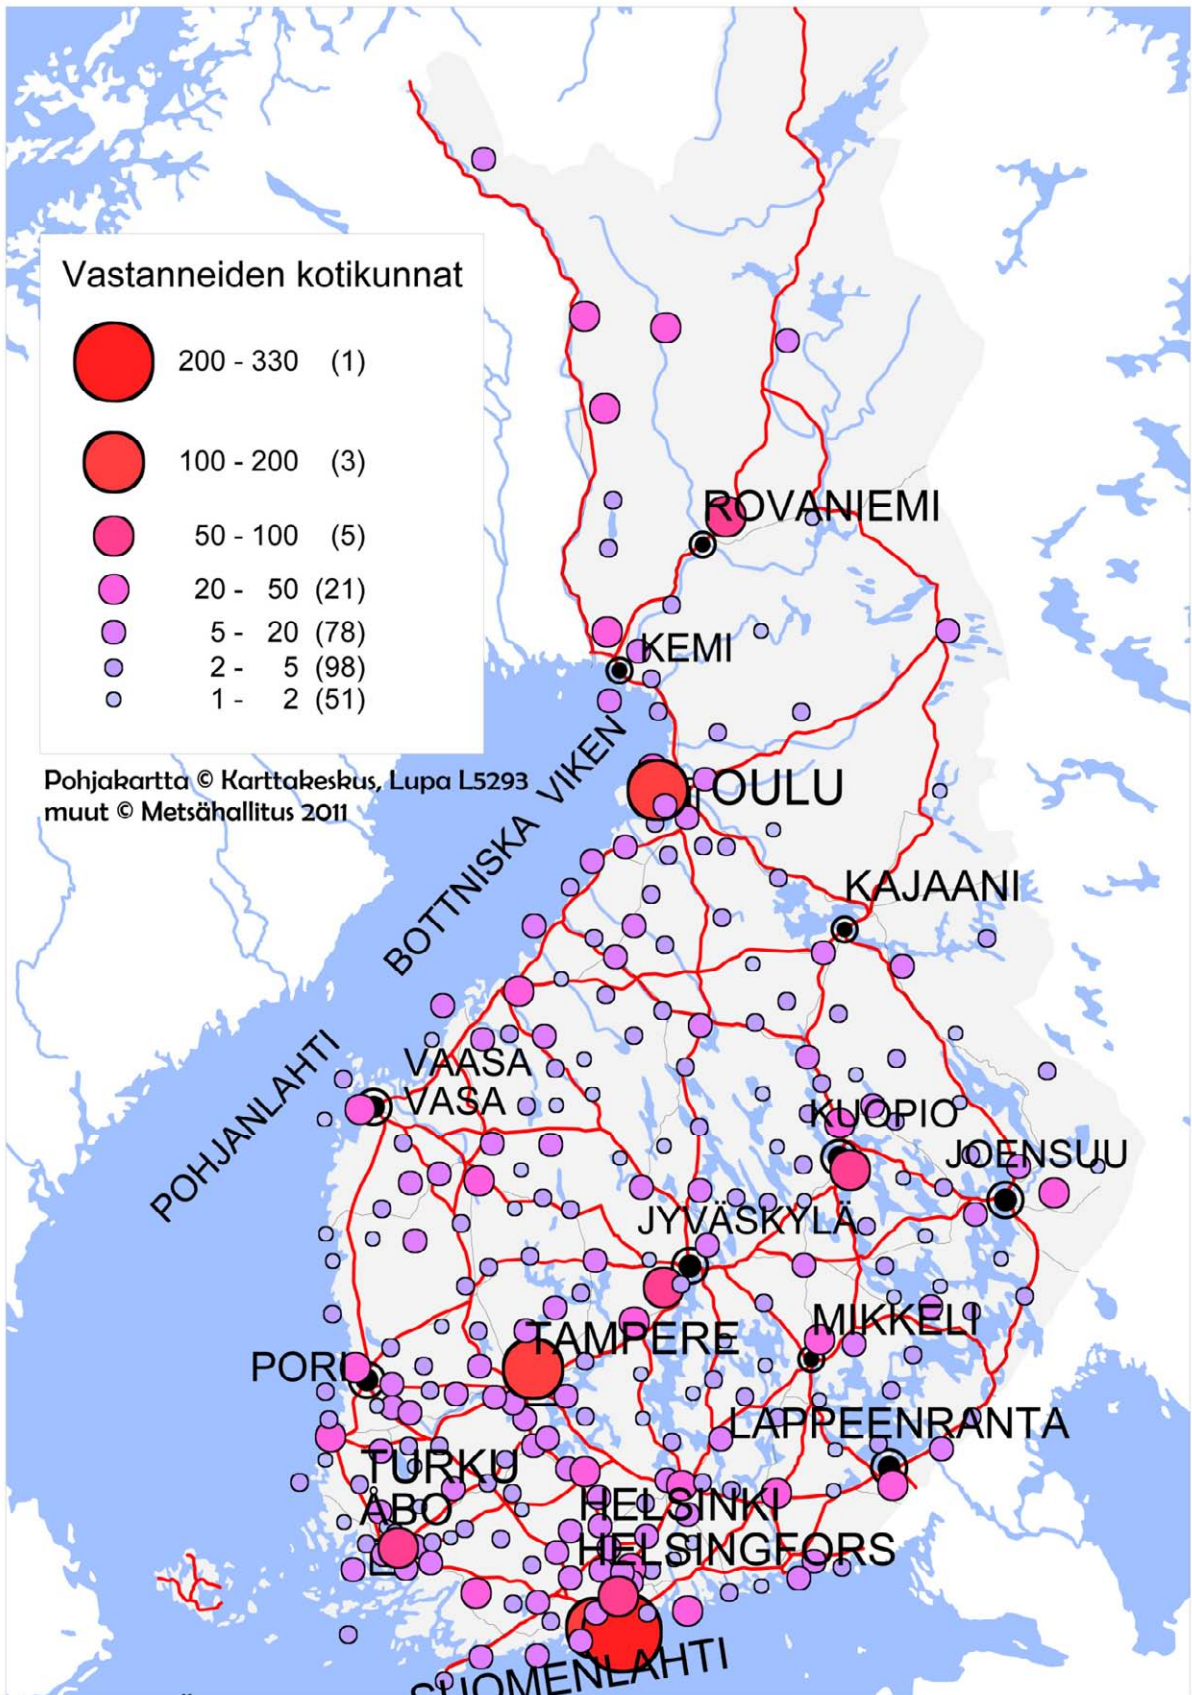 Vastanneiden kotikunnat
200 - 330 (1)
100 - 200 (3)
50 - 100 (5)
20 - 50 (21)
5 - 20 (78)
2 - 5 (98)
1 - 2 (51)
Pohjakartta © Karttakeskus, Lupa L5293
muut © Metsähallitus 2011
ROVANIEMI
KEMI
OULU
BOTTNISKA VIKEN
KAJAANI
POHJANLAHTI
VAASA
VASA
KUOPIO
JOENSUU
JYVÄSKYLÄ
MIKKELI
TAMPERE
PORI
LAPPEENRANTA
TURKU
ÅBO
HELSINKI
HELSINGFORS
SUOMENLAHTI